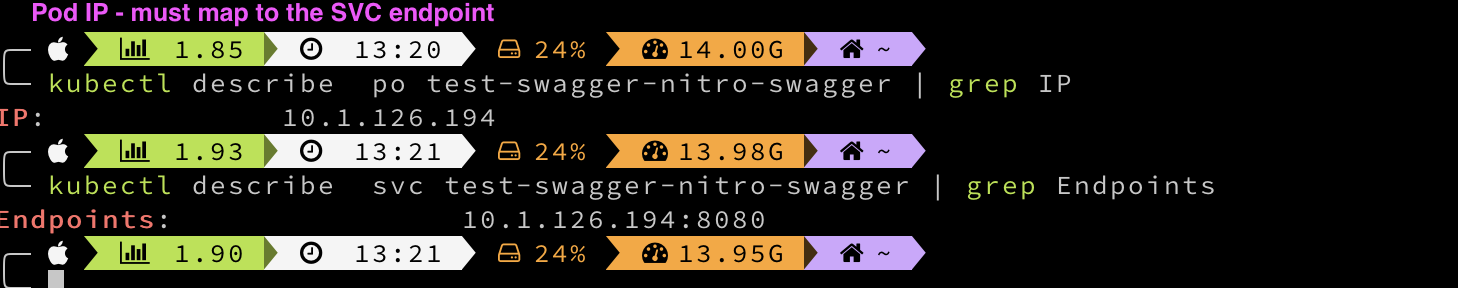 Pod IP - must map to the SVC endpoint
1.85 13:20 24% 14.00G ~
kubectl describe  po test-swagger-nitro-swagger | grep IP
IP:             10.1.126.194
1.93 13:21 24% 13.98G ~
kubectl describe  svc test-swagger-nitro-swagger | grep Endpoints
Endpoints:                10.1.126.194:8080
1.90 13:21 24% 13.95G ~